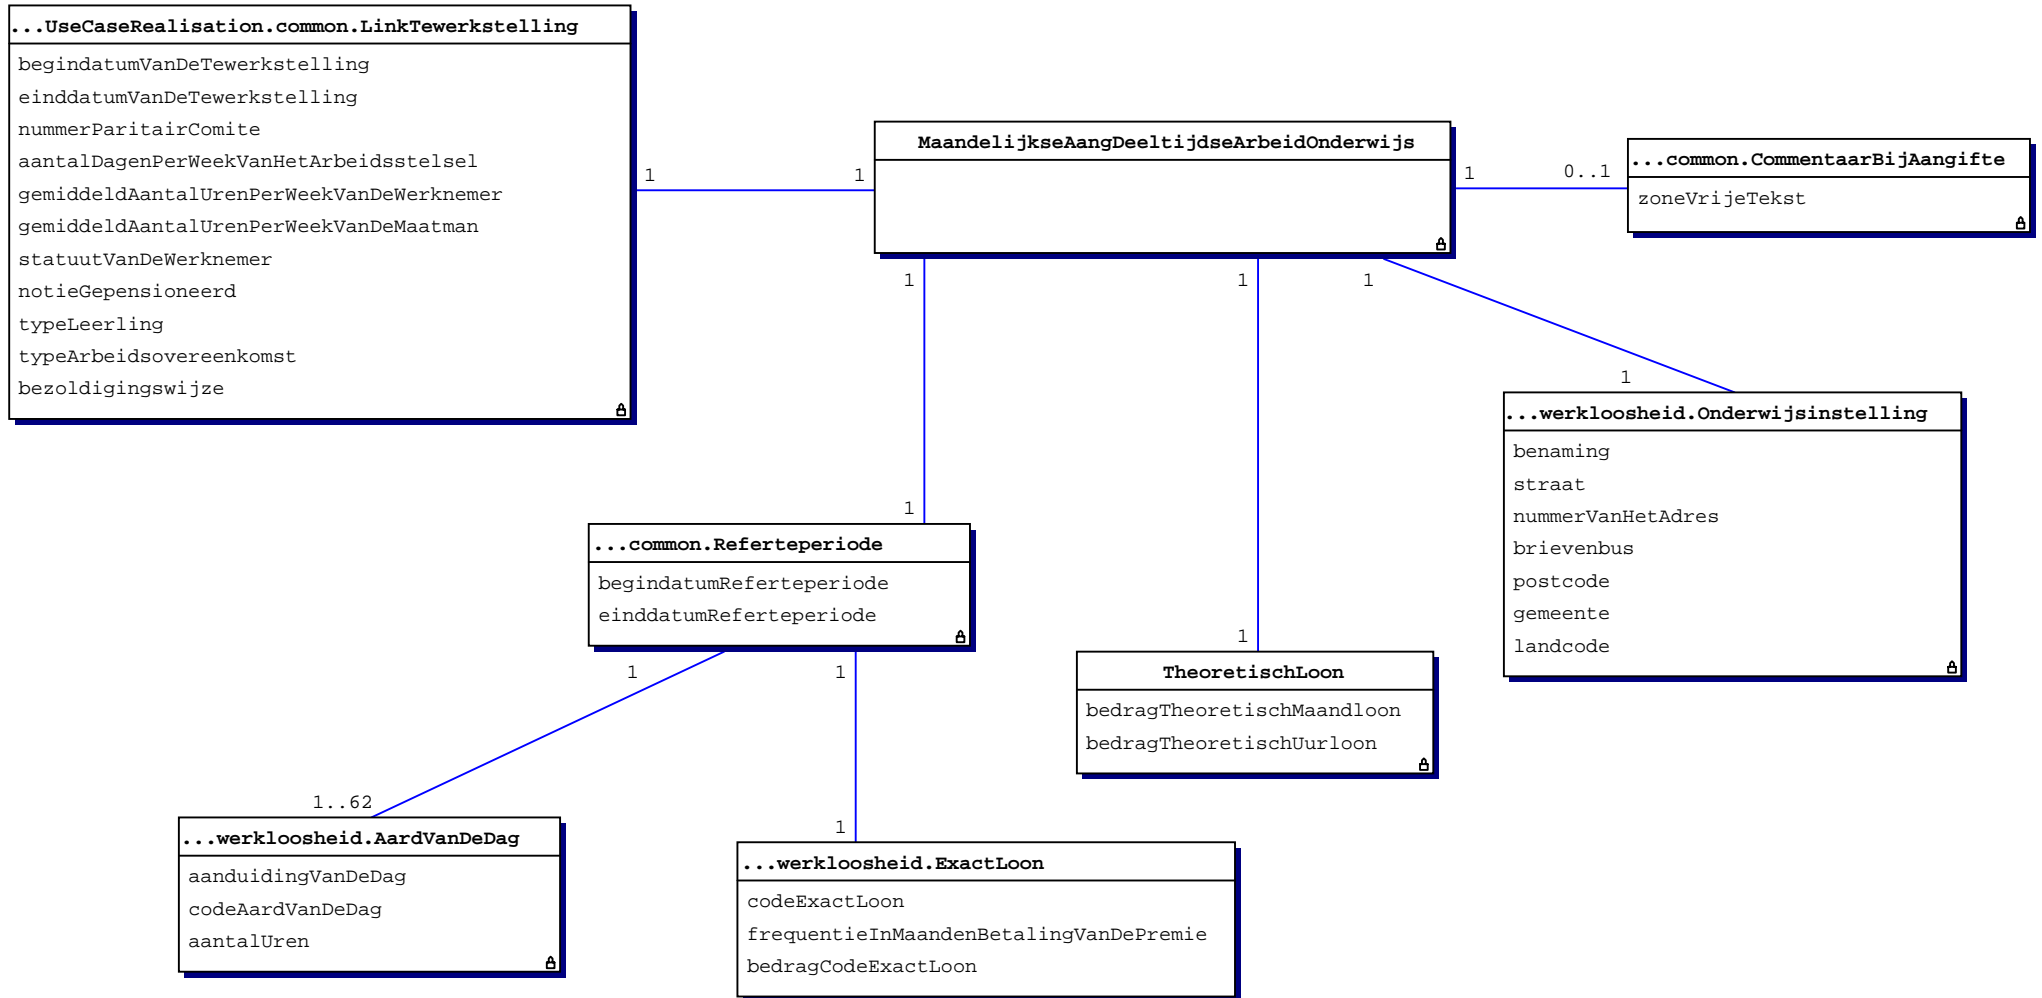 ...UseCaseRealisation.common.LinkTewerkstelling
begindatumVanDeTewerkstelling
einddatumVanDeTewerkstelling
nummerParitairComite
aantalDagenPerWeekVanHetArbeidsstelsel
gemiddeldAantalUrenPerWeekVanDeWerknemer
gemiddeldAantalUrenPerWeekVanDeMaatman
statuutVanDeWerknemer
notieGepensioneerd
typeLeerling
typeArbeidsovereenkomst
bezoldigingswijze
1
1
MaandelijkseAangDeeltijdseArbeidOnderwijs
1
0..1
...common.CommentaarBijAangifte
zoneVrijeTekst
1
1
1
1
...werkloosheid.Onderwijsinstelling
benaming
straat
nummerVanHetAdres
brievenbus
postcode
gemeente
landcode
1
...common.Referteperiode
begindatumReferteperiode
einddatumReferteperiode
1
TheoretischLoon
bedragTheoretischMaandloon
bedragTheoretischUurloon
1
1
1..62
...werkloosheid.AardVanDeDag
aanduidingVanDeDag
codeAardVanDeDag
aantalUren
1
...werkloosheid.ExactLoon
codeExactLoon
frequentieInMaandenBetalingVanDePremie
bedragCodeExactLoon